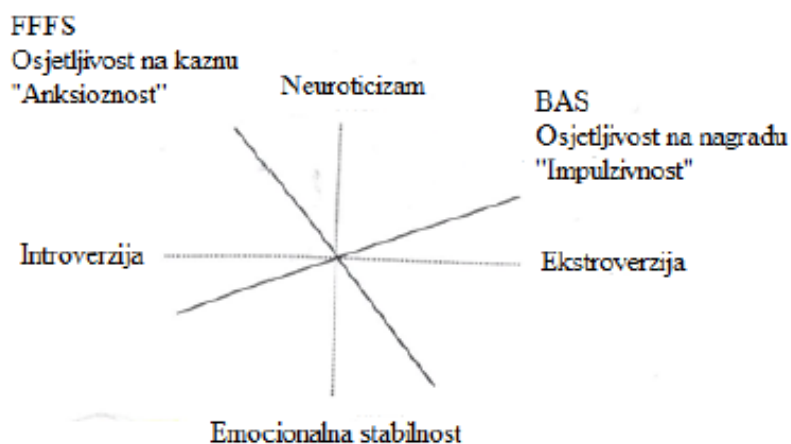 FFFS
Osjetljivost na kaznu
"Anksioznost"
Neuroticizam
BAS
Osjetljivost na nagradu
"Impulzivnost"
Introverzija
Ekstroverzija
Emocionalna stabilnost